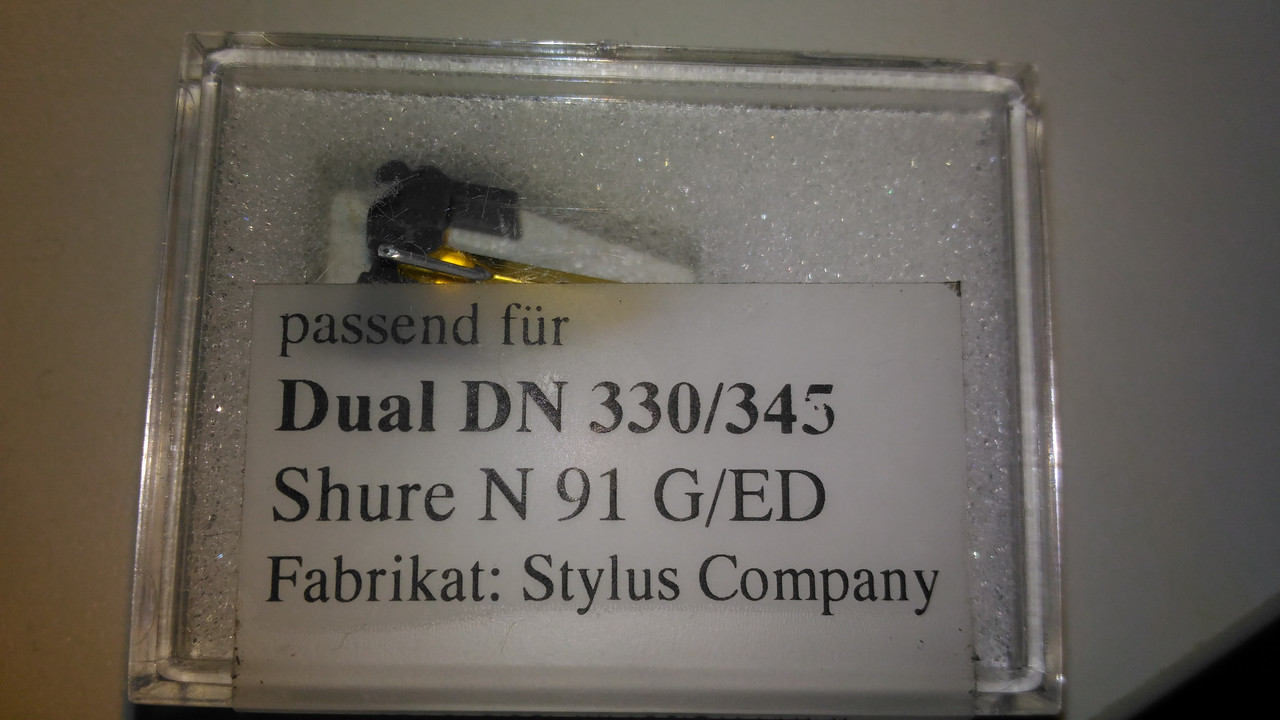 passend für
Dual DN 330/345
Shure N 91 G/ED
Fabrikat: Stylus Company